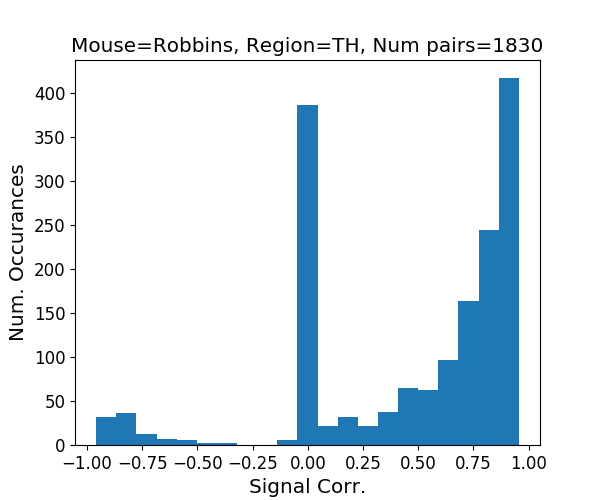 Mouse=Robbins, Region=TH, Num pairs=1830
400
350
300
250
200
150
100
50
0
Num. Occurances
−1.00 −0.75 −0.50 −0.25 0.00 0.25 0.50 0.75 1.00
Signal Corr.